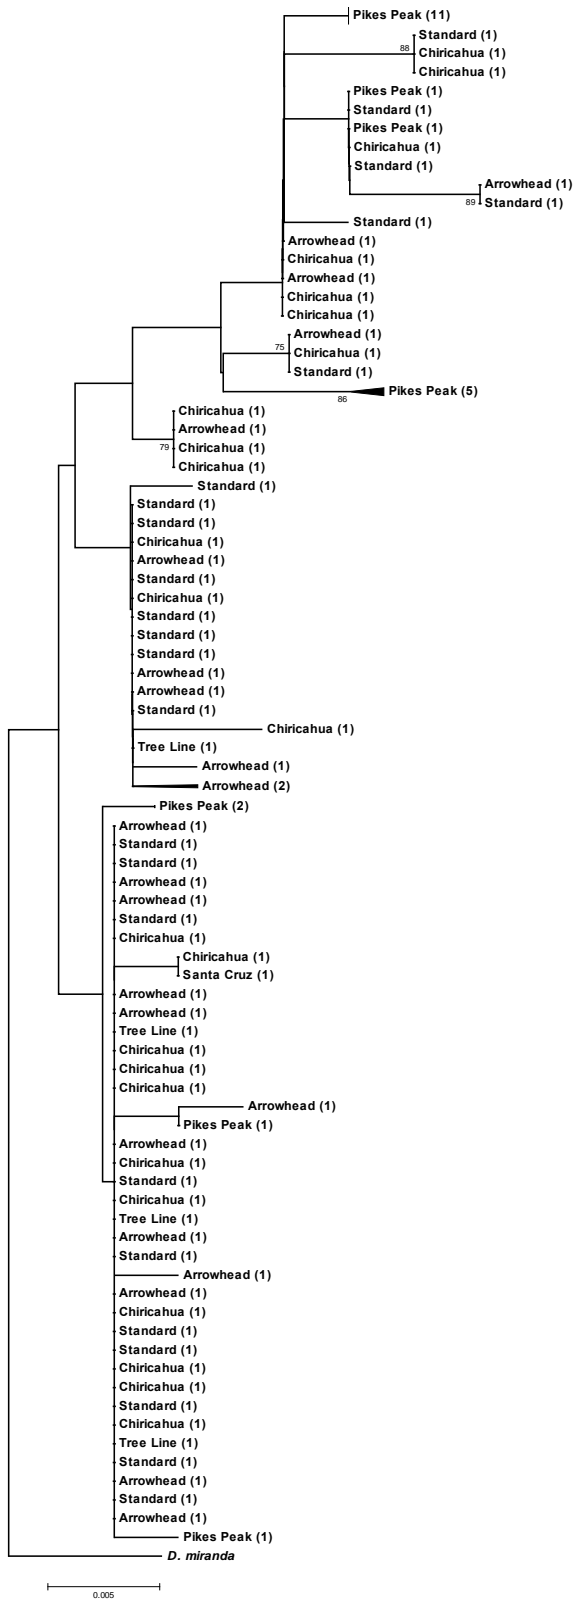 Pikes Peak (11)
Standard (1)
88
Chiricahua (1)
Chiricahua (1)
Pikes Peak (1)
Standard (1)
Pikes Peak (1)
Chiricahua (1)
Standard (1)
Arrowhead (1)
89
Standard (1)
Standard (1)
Arrowhead (1)
Chiricahua (1)
Arrowhead (1)
Chiricahua (1)
Chiricahua (1)
Arrowhead (1)
75
Chiricahua (1)
Standard (1)
Pikes Peak (5)
86
Chiricahua (1)
Arrowhead (1)
79
Chiricahua (1)
Chiricahua (1)
Standard (1)
Standard (1)
Standard (1)
Chiricahua (1)
Arrowhead (1)
Standard (1)
Chiricahua (1)
Standard (1)
Standard (1)
Standard (1)
Arrowhead (1)
Arrowhead (1)
Standard (1)
Chiricahua (1)
Tree Line (1)
Arrowhead (1)
Arrowhead (2)
Pikes Peak (2)
Arrowhead (1)
Standard (1)
Standard (1)
Arrowhead (1)
Arrowhead (1)
Standard (1)
Chiricahua (1)
Chiricahua (1)
Santa Cruz (1)
Arrowhead (1)
Arrowhead (1)
Tree Line (1)
Chiricahua (1)
Chiricahua (1)
Chiricahua (1)
Arrowhead (1)
Pikes Peak (1)
Arrowhead (1)
Chiricahua (1)
Standard (1)
Chiricahua (1)
Tree Line (1)
Arrowhead (1)
Standard (1)
Arrowhead (1)
Arrowhead (1)
Chiricahua (1)
Standard (1)
Standard (1)
Chiricahua (1)
Chiricahua (1)
Standard (1)
Chiricahua (1)
Tree Line (1)
Standard (1)
Arrowhead (1)
Standard (1)
Arrowhead (1)
Pikes Peak (1)
D. miranda
0.005